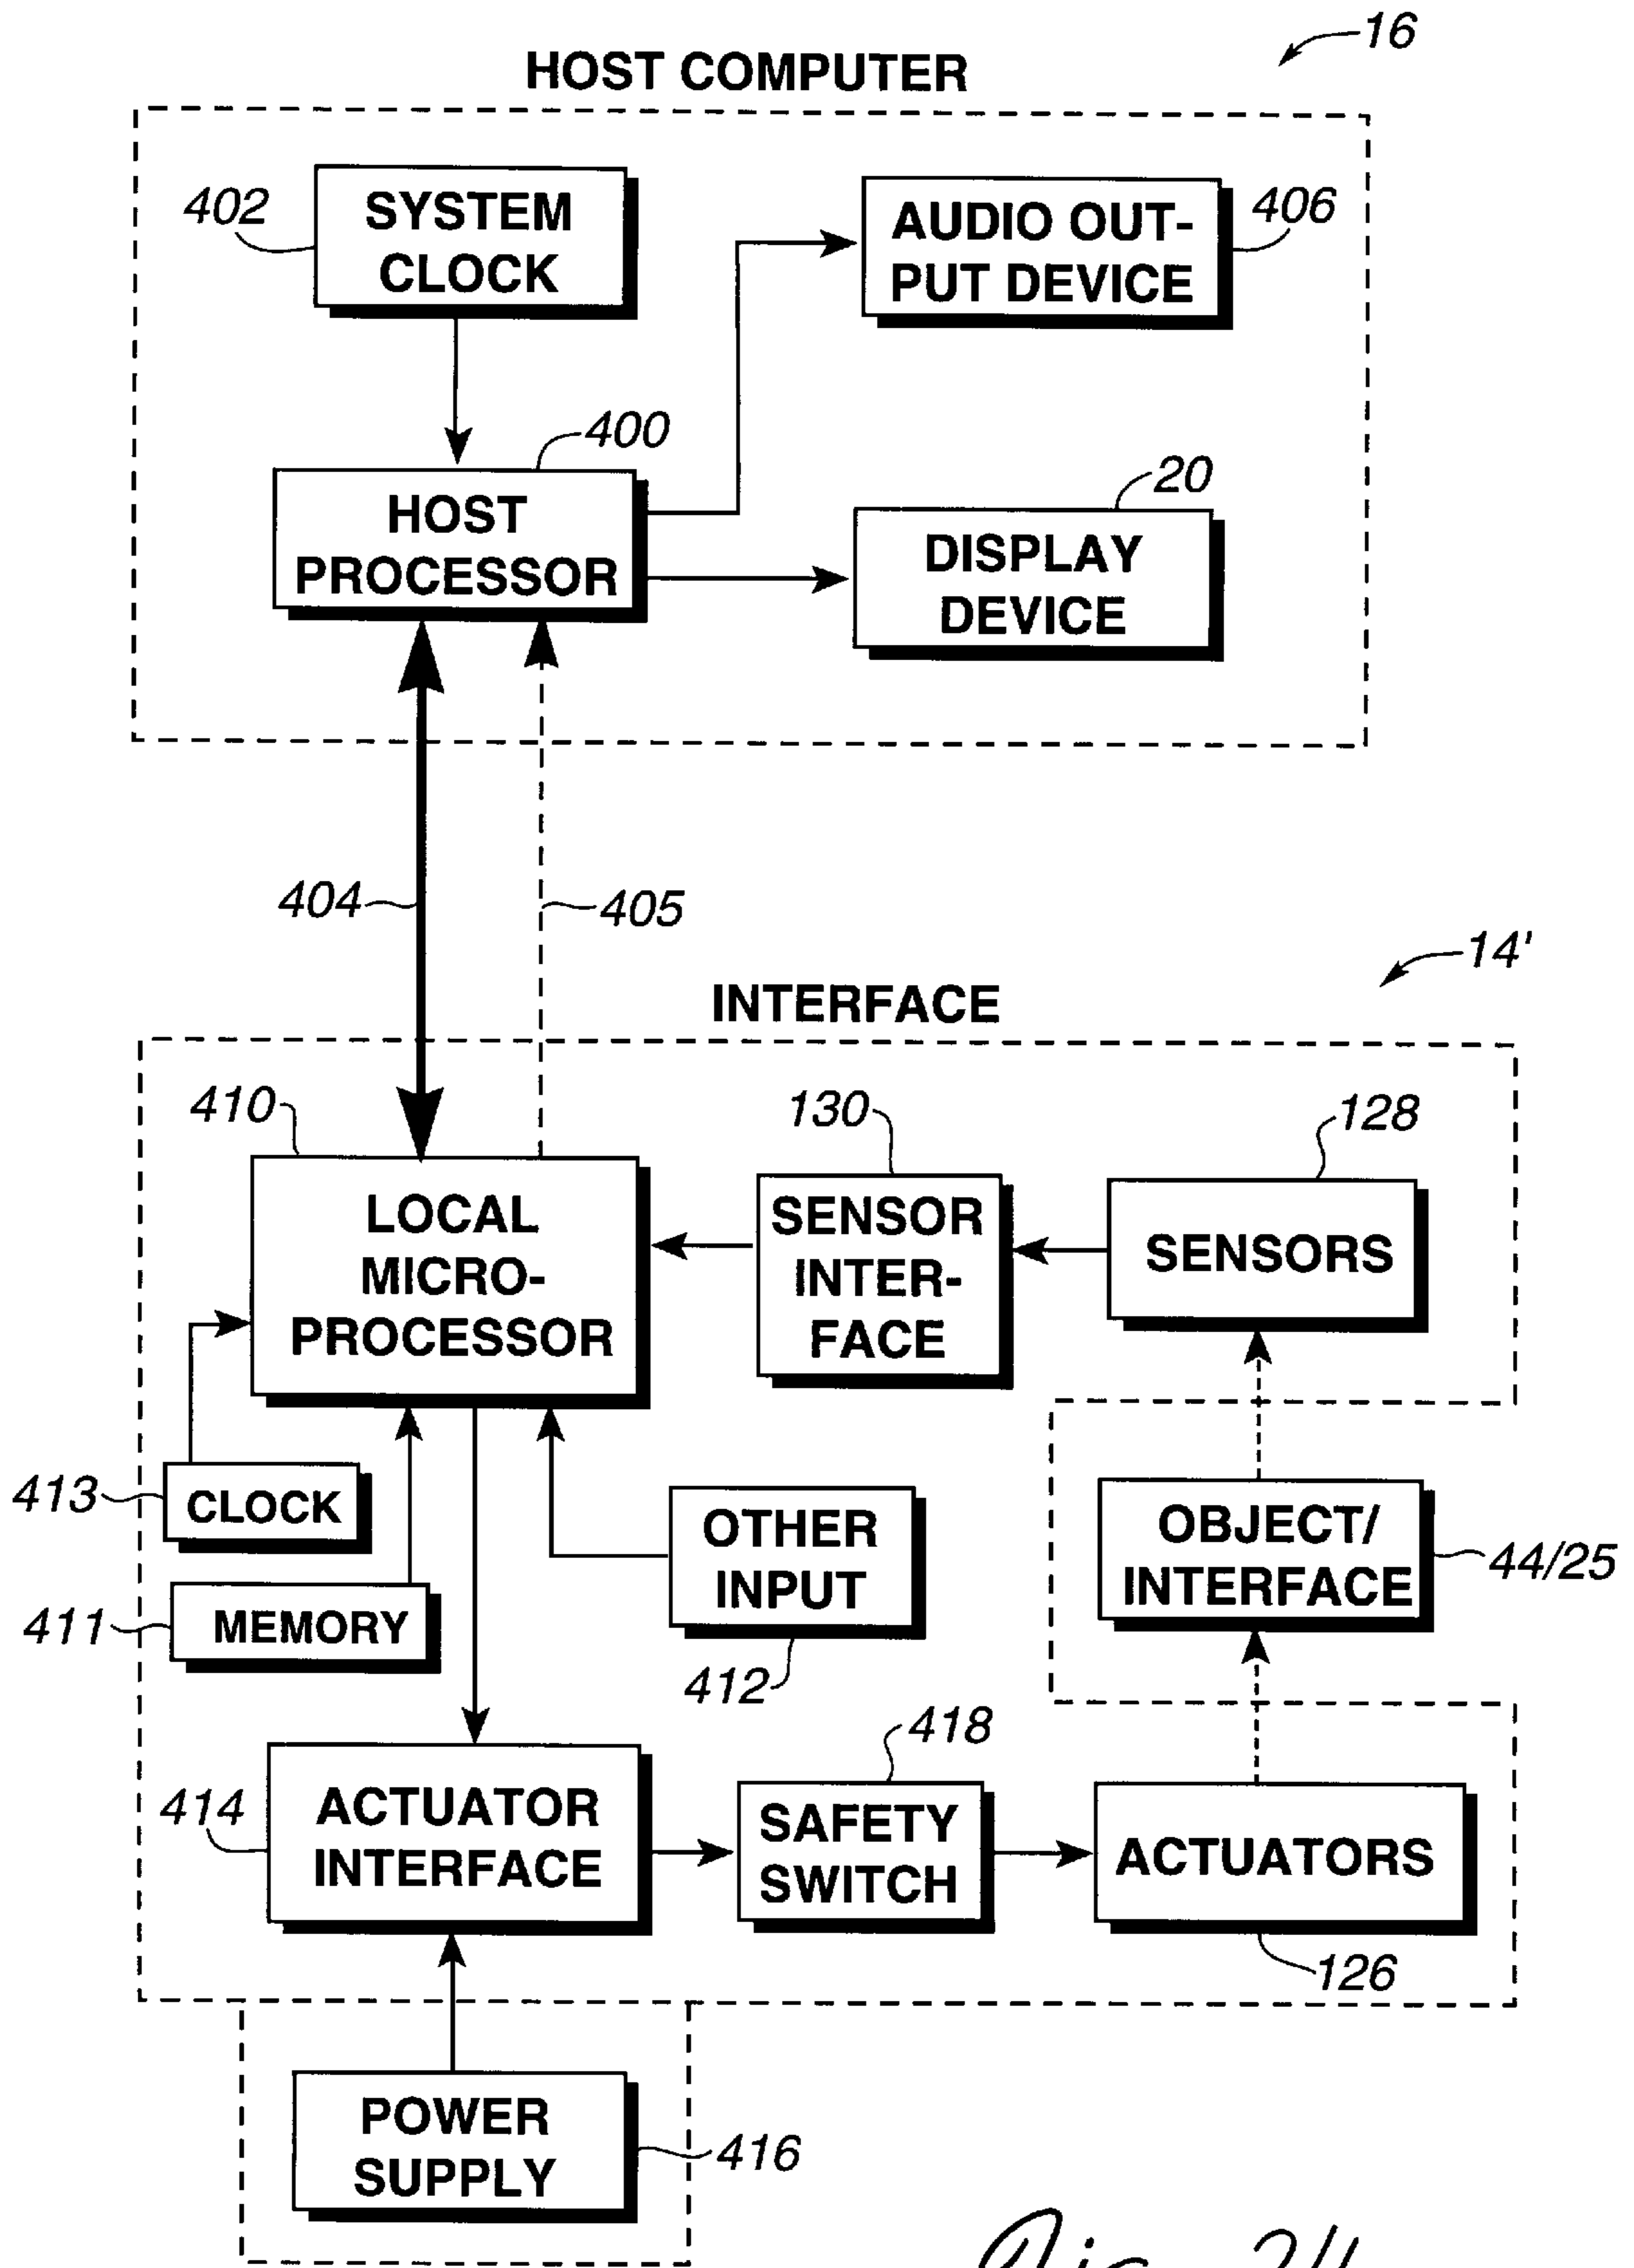 16
HOST COMPUTER
402
SYSTEM
CLOCK
AUDIO OUT-
PUT DEVICE
406
400
HOST
PROCESSOR
20
DISPLAY
DEVICE
404
405
14'
INTERFACE
410
LOCAL
MICRO-
PROCESSOR
130
SENSOR
INTER-
FACE
128
SENSORS
413
CLOCK
411
MEMORY
OTHER
INPUT
412
OBJECT/
INTERFACE
44/25
414
ACTUATOR
INTERFACE
418
SAFETY
SWITCH
ACTUATORS
126
POWER
SUPPLY
416
Fig. 24